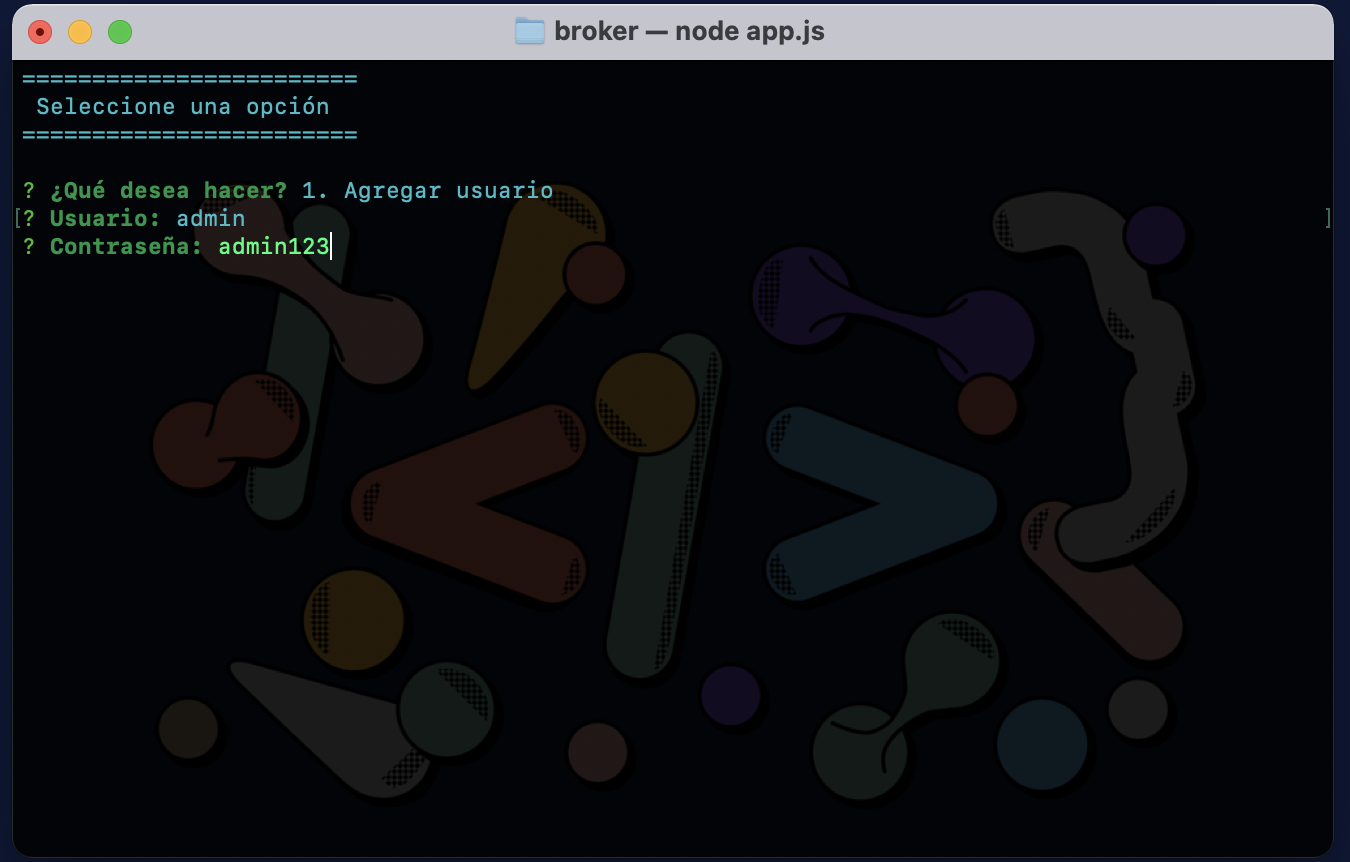 broker — node app.js
========================
Seleccione una opción
========================
? ¿Qué desea hacer? 1. Agregar usuario
[? Usuario: admin ]
? Contraseña: admin123